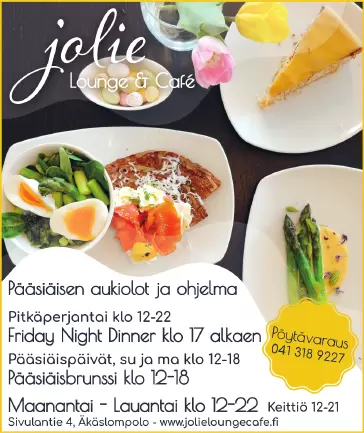 jolie
Lounge & Café
Pääsiäisen aukiolot ja ohjelma
Pitkäperjantai klo 12-22
Friday Night Dinner klo 17 alkaen
Pöytävaraus
041 318 9227
Pääsiäispäivät, su ja ma klo 12-18
Pääsiäisbrunssi klo 12-18
Maanantai - Lauantai klo 12-22 Keittiö 12-21
Sivulantie 4, Äkäslompolo - www.jolieloungecafe.fi